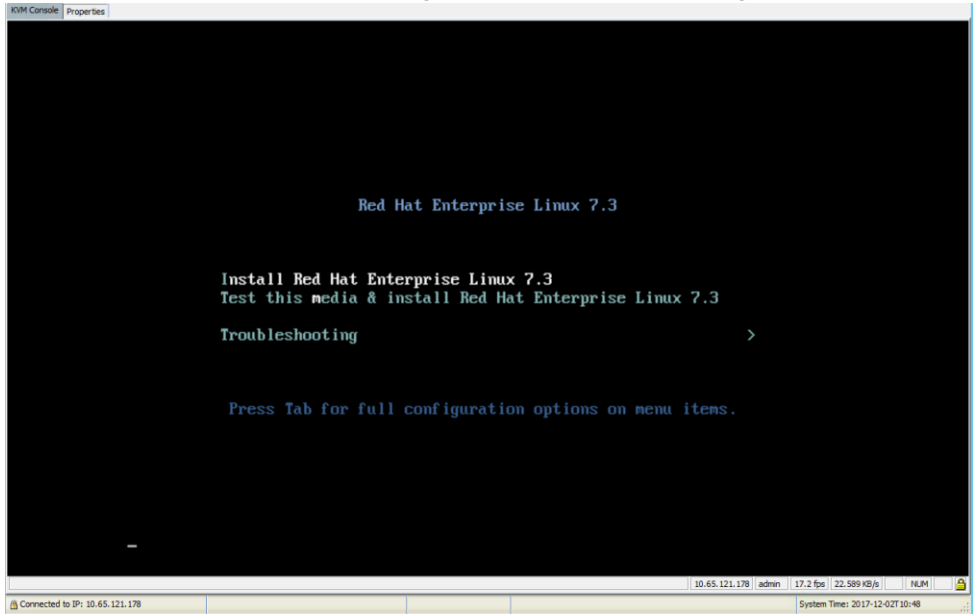 KVM Console Properties
Red Hat Enterprise Linux 7.3
Install Red Hat Enterprise Linux 7.3
Test this media & install Red Hat Enterprise Linux 7.3
Troubleshooting >
Press Tab for full configuration options on menu items.
10.65.121.178 admin 17.2 fps 22.589 KB/s NUM
Connected to IP: 10.65.121.178 System Time: 2017-12-02T10:48